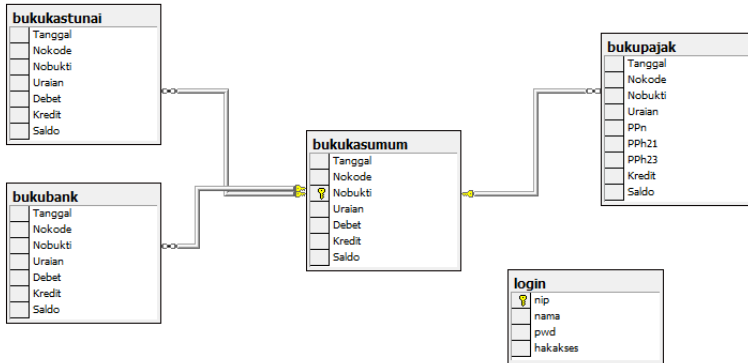 bukukastunai
Tanggal
Nokode
Nobukti
Uraian
Debet
Kredit
Saldo
bukubank
Tanggal
Nokode
Nobukti
Uraian
Debet
Kredit
Saldo
bukukasumum
Tanggal
Nokode
Nobukti
Uraian
Debet
Kredit
Saldo
bukupajak
Tanggal
Nokode
Nobukti
Uraian
PPn
PPh21
PPh23
Kredit
Saldo
login
nip
nama
pwd
hakakses